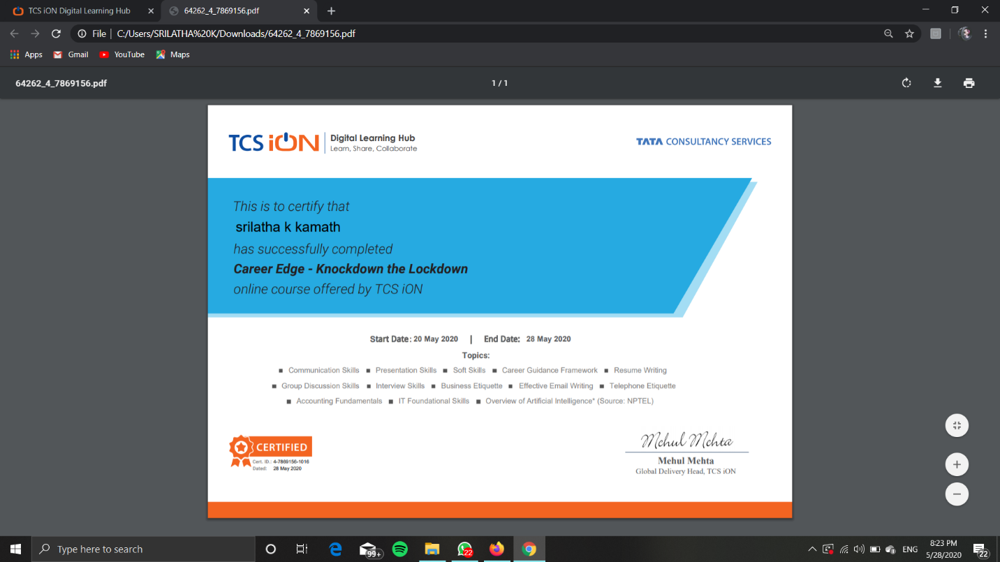 TCS iON Digital Learning Hub
64262_4_7869156.pdf
File | C:/Users/SRILATHA%20K/Downloads/64262_4_7869156.pdf
Apps Gmail YouTube Maps
64262_4_7869156.pdf 1 / 1
TCS iON | Digital Learning Hub
Learn, Share, Collaborate
TATA CONSULTANCY SERVICES
This is to certify that
srilatha k kamath
has successfully completed
Career Edge - Knockdown the Lockdown
online course offered by TCS iON
Start Date: 20 May 2020 | End Date: 28 May 2020
Topics:
■ Communication Skills ■ Presentation Skills ■ Soft Skills ■ Career Guidance Framework ■ Resume Writing
■ Group Discussion Skills ■ Interview Skills ■ Business Etiquette ■ Effective Email Writing ■ Telephone Etiquette
■ Accounting Fundamentals ■ IT Foundational Skills ■ Overview of Artificial Intelligence* (Source: NPTEL)
CERTIFIED
Cert. ID.: 4-7869156-1016
Dated: 28 May 2020
Mehul Mehta
Mehul Mehta
Global Delivery Head, TCS iON
Type here to search
99+
22
ENG
8:23 PM
5/28/2020
22